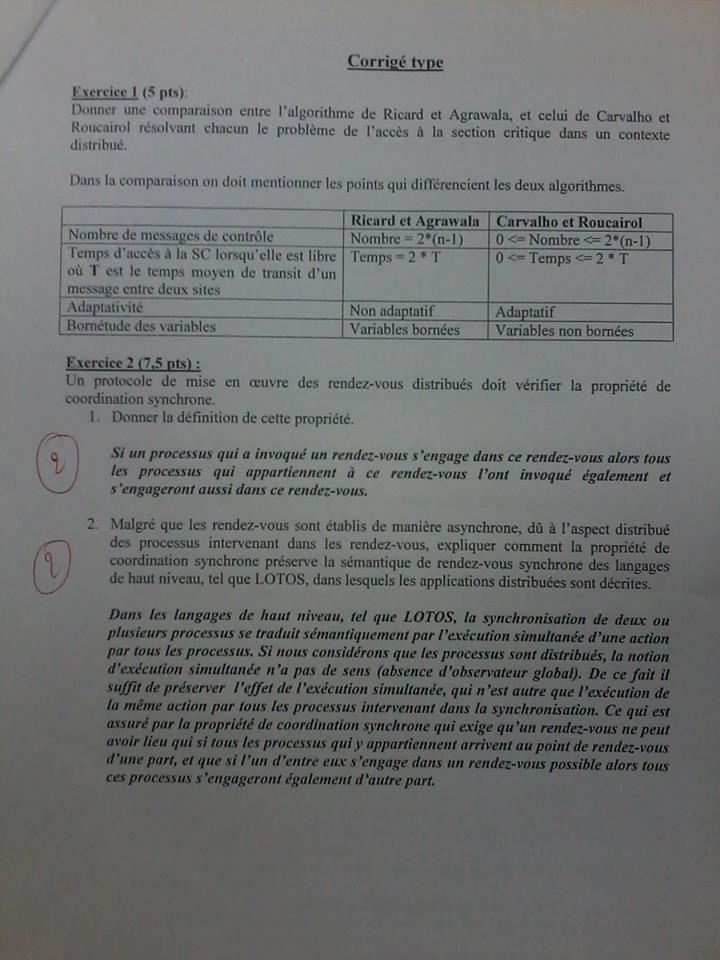 Corrigé type
Exercice 1 (5 pts):
Donner une comparaison entre l'algorithme de Ricard et Agrawala, et celui de Carvalho et
Roucairol résolvant chacun le problème de l'accès à la section critique dans un contexte
distribué.
Dans la comparaison on doit mentionner les points qui différencient les deux algorithmes.
Ricard et Agrawala Carvalho et Roucairol
Nombre de messages de contrôle Nombre = 2*(n-1) 0 <= Nombre <= 2*(n-1)
Temps d'accès à la SC lorsqu'elle est libre Temps = 2 * T 0 <= Temps <= 2 * T
où T est le temps moyen de transit d'un
message entre deux sites
Adaptativité Non adaptatif Adaptatif
Bornétude des variables Variables bornées Variables non bornées
Exercice 2 (7,5 pts) :
Un protocole de mise en œuvre des rendez-vous distribués doit vérifier la propriété de
coordination synchrone.
1. Donner la définition de cette propriété.
2
Si un processus qui a invoqué un rendez-vous s'engage dans ce rendez-vous alors tous
les processus qui appartiennent à ce rendez-vous l'ont invoqué également et
s'engageront aussi dans ce rendez-vous.
2. Malgré que les rendez-vous sont établis de manière asynchrone, dû à l'aspect distribué
des processus intervenant dans les rendez-vous, expliquer comment la propriété de
2
coordination synchrone préserve la sémantique de rendez-vous synchrone des langages
de haut niveau, tel que LOTOS, dans lesquels les applications distribuées sont décrites.
Dans les langages de haut niveau, tel que LOTOS, la synchronisation de deux ou
plusieurs processus se traduit sémantiquement par l'exécution simultanée d'une action
par tous les processus. Si nous considérons que les processus sont distribués, la notion
d'exécution simultanée n'a pas de sens (absence d'observateur global). De ce fait il
suffit de préserver l'effet de l'exécution simultanée, qui n'est autre que l'exécution de
la même action par tous les processus intervenant dans la synchronisation. Ce qui est
assuré par la propriété de coordination synchrone qui exige qu'un rendez-vous ne peut
avoir lieu qui si tous les processus qui y appartiennent arrivent au point de rendez-vous
d'une part, et que si l'un d'entre eux s'engage dans un rendez-vous possible alors tous
ces processus s'engageront également d'autre part.